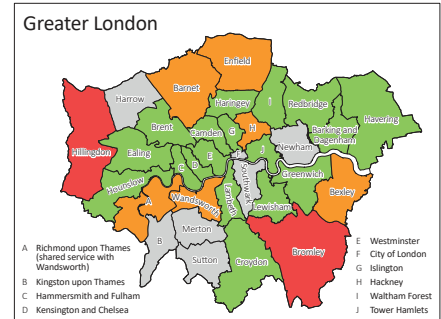 Greater London
Enfield
Barnet
Harrow
Haringey
I
Redbridge
Havering
Hillingdon
Brent
Camden
G
H
Barking and
Dagenham
Ealing
E
J
Newham
C
D
Hounslow
Southwark
Greenwich
Bexley
A
Wandsworth
Lambeth
Lewisham
B
Merton
Sutton
Croydon
Bromley
A Richmond upon Thames
(shared service with
Wandsworth)
B Kingston upon Thames
C Hammersmith and Fulham
D Kensington and Chelsea
E Westminster
F City of London
G Islington
H Hackney
I Waltham Forest
J Tower Hamlets